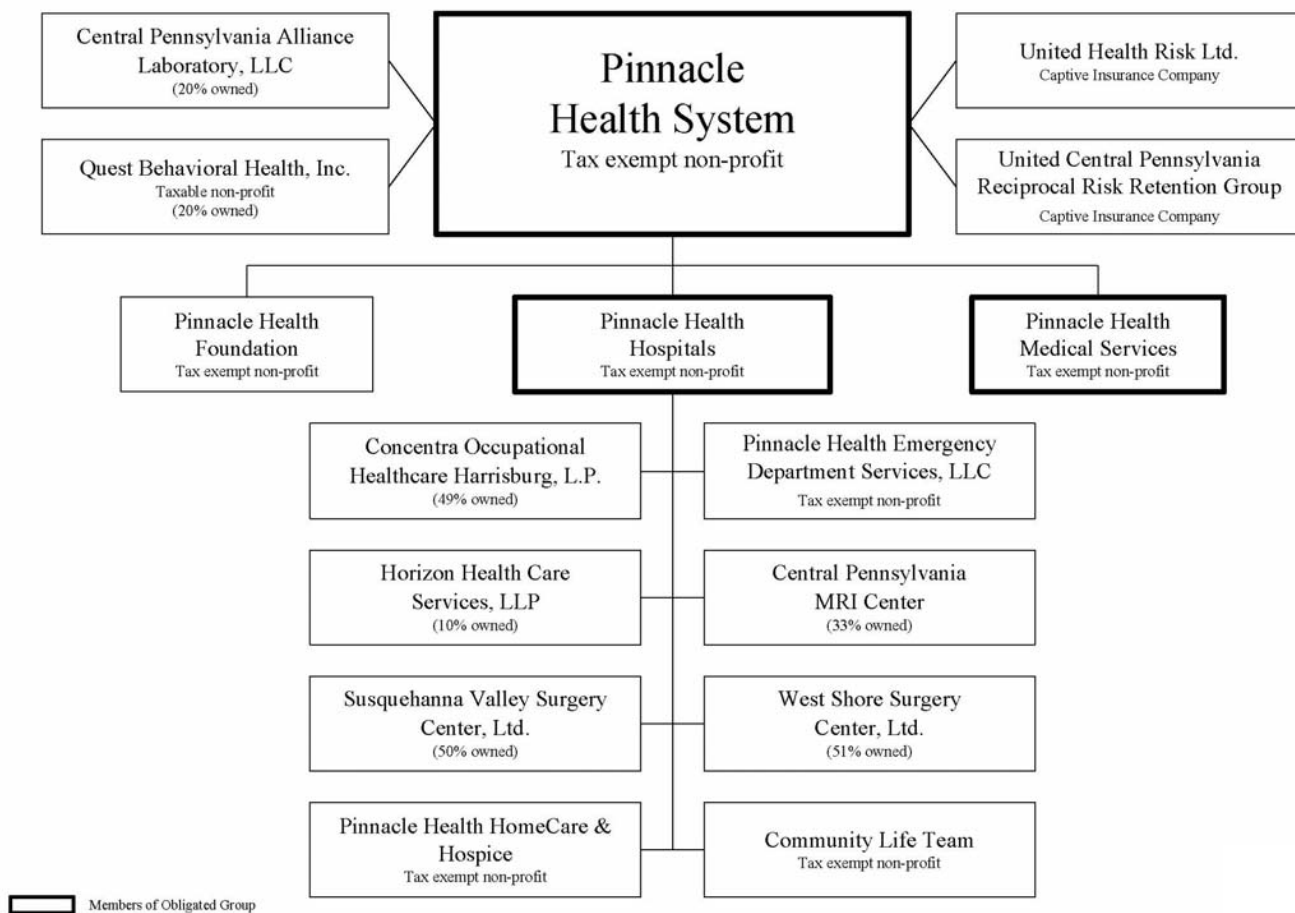 Central Pennsylvania Alliance
Laboratory, LLC
(20% owned)
Quest Behavioral Health, Inc.
Taxable non-profit
(20% owned)
Pinnacle
Health System
Tax exempt non-profit
United Health Risk Ltd.
Captive Insurance Company
United Central Pennsylvania
Reciprocal Risk Retention Group
Captive Insurance Company
Pinnacle Health
Foundation
Tax exempt non-profit
Pinnacle Health
Hospitals
Tax exempt non-profit
Pinnacle Health
Medical Services
Tax exempt non-profit
Concentra Occupational
Healthcare Harrisburg, L.P.
(49% owned)
Pinnacle Health Emergency
Department Services, LLC
Tax exempt non-profit
Horizon Health Care
Services, LLP
(10% owned)
Central Pennsylvania
MRI Center
(33% owned)
Susquehanna Valley Surgery
Center, Ltd.
(50% owned)
West Shore Surgery
Center, Ltd.
(51% owned)
Pinnacle Health HomeCare &
Hospice
Tax exempt non-profit
Community Life Team
Tax exempt non-profit
Members of Obligated Group